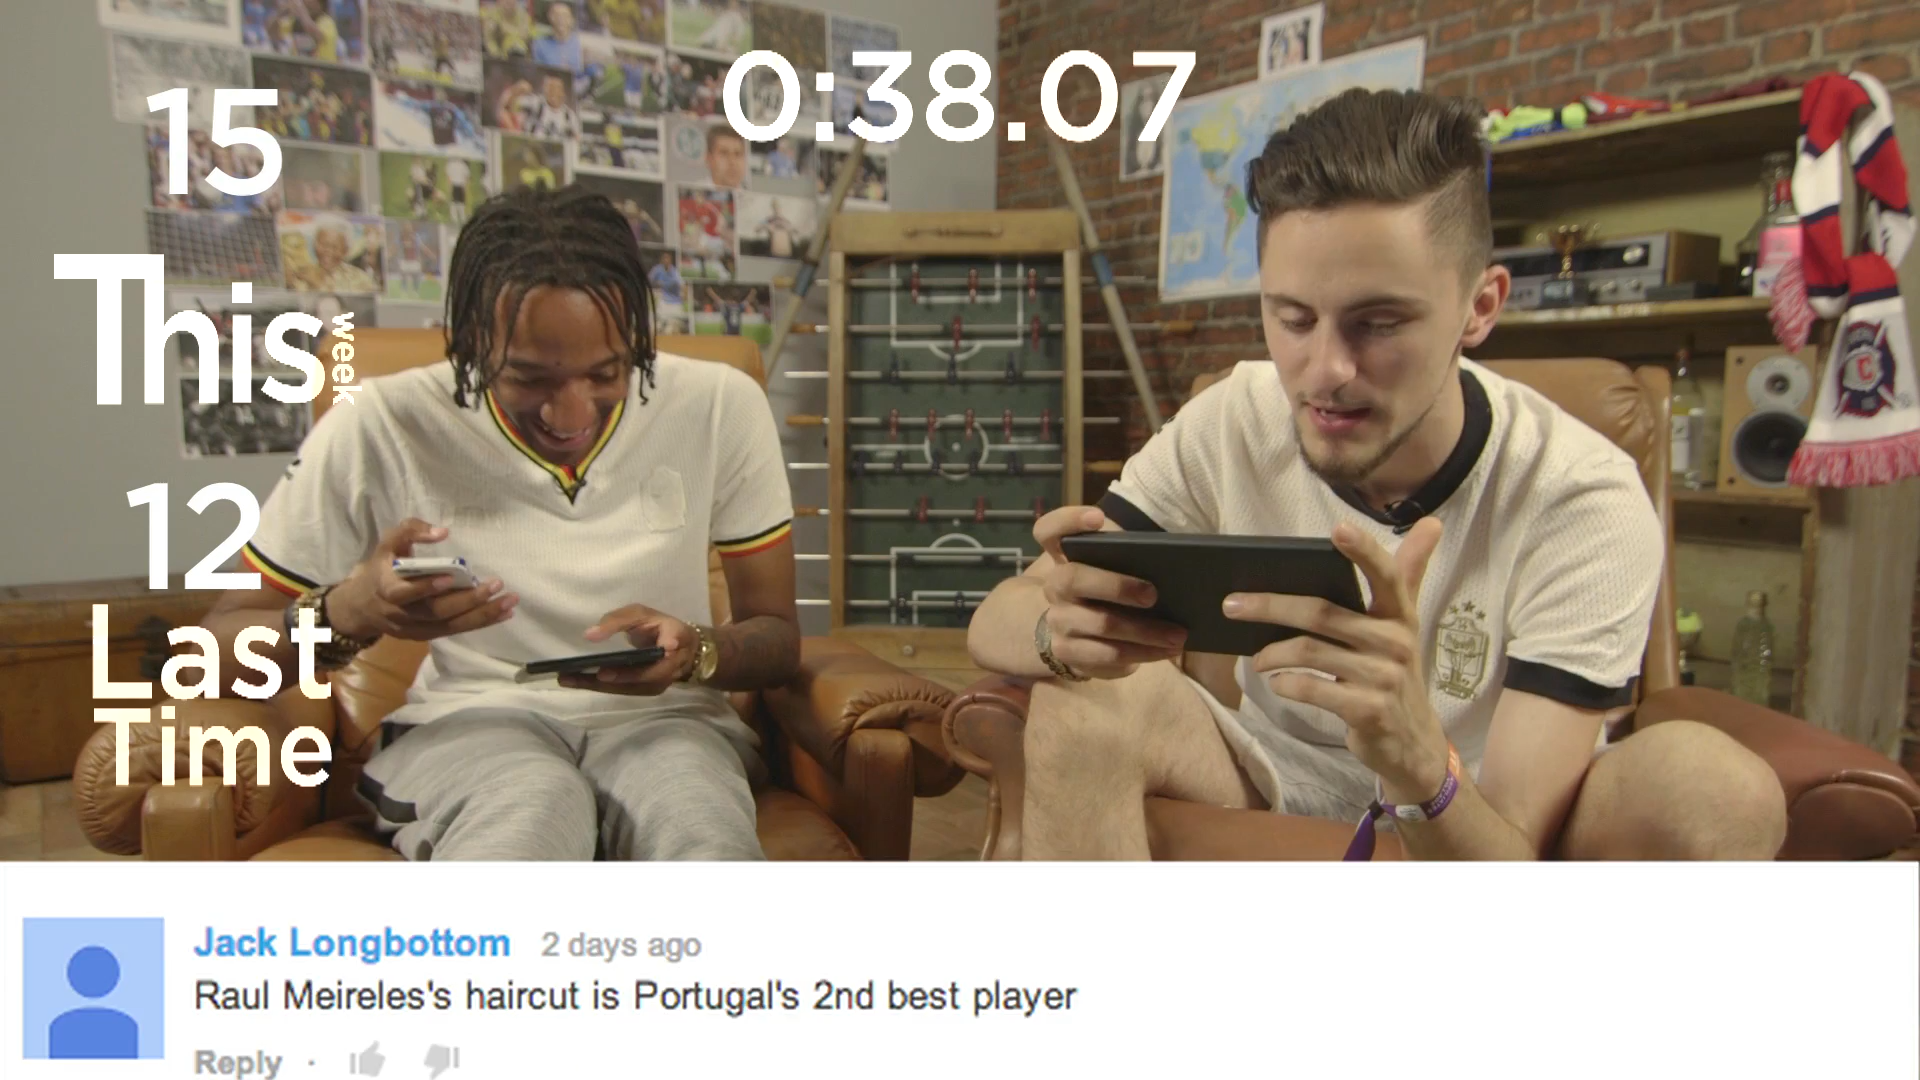 0:38.07
15
This week
12
Last
Time
Jack Longbottom 2 days ago
Raul Meireles's haircut is Portugal's 2nd best player
Reply ·